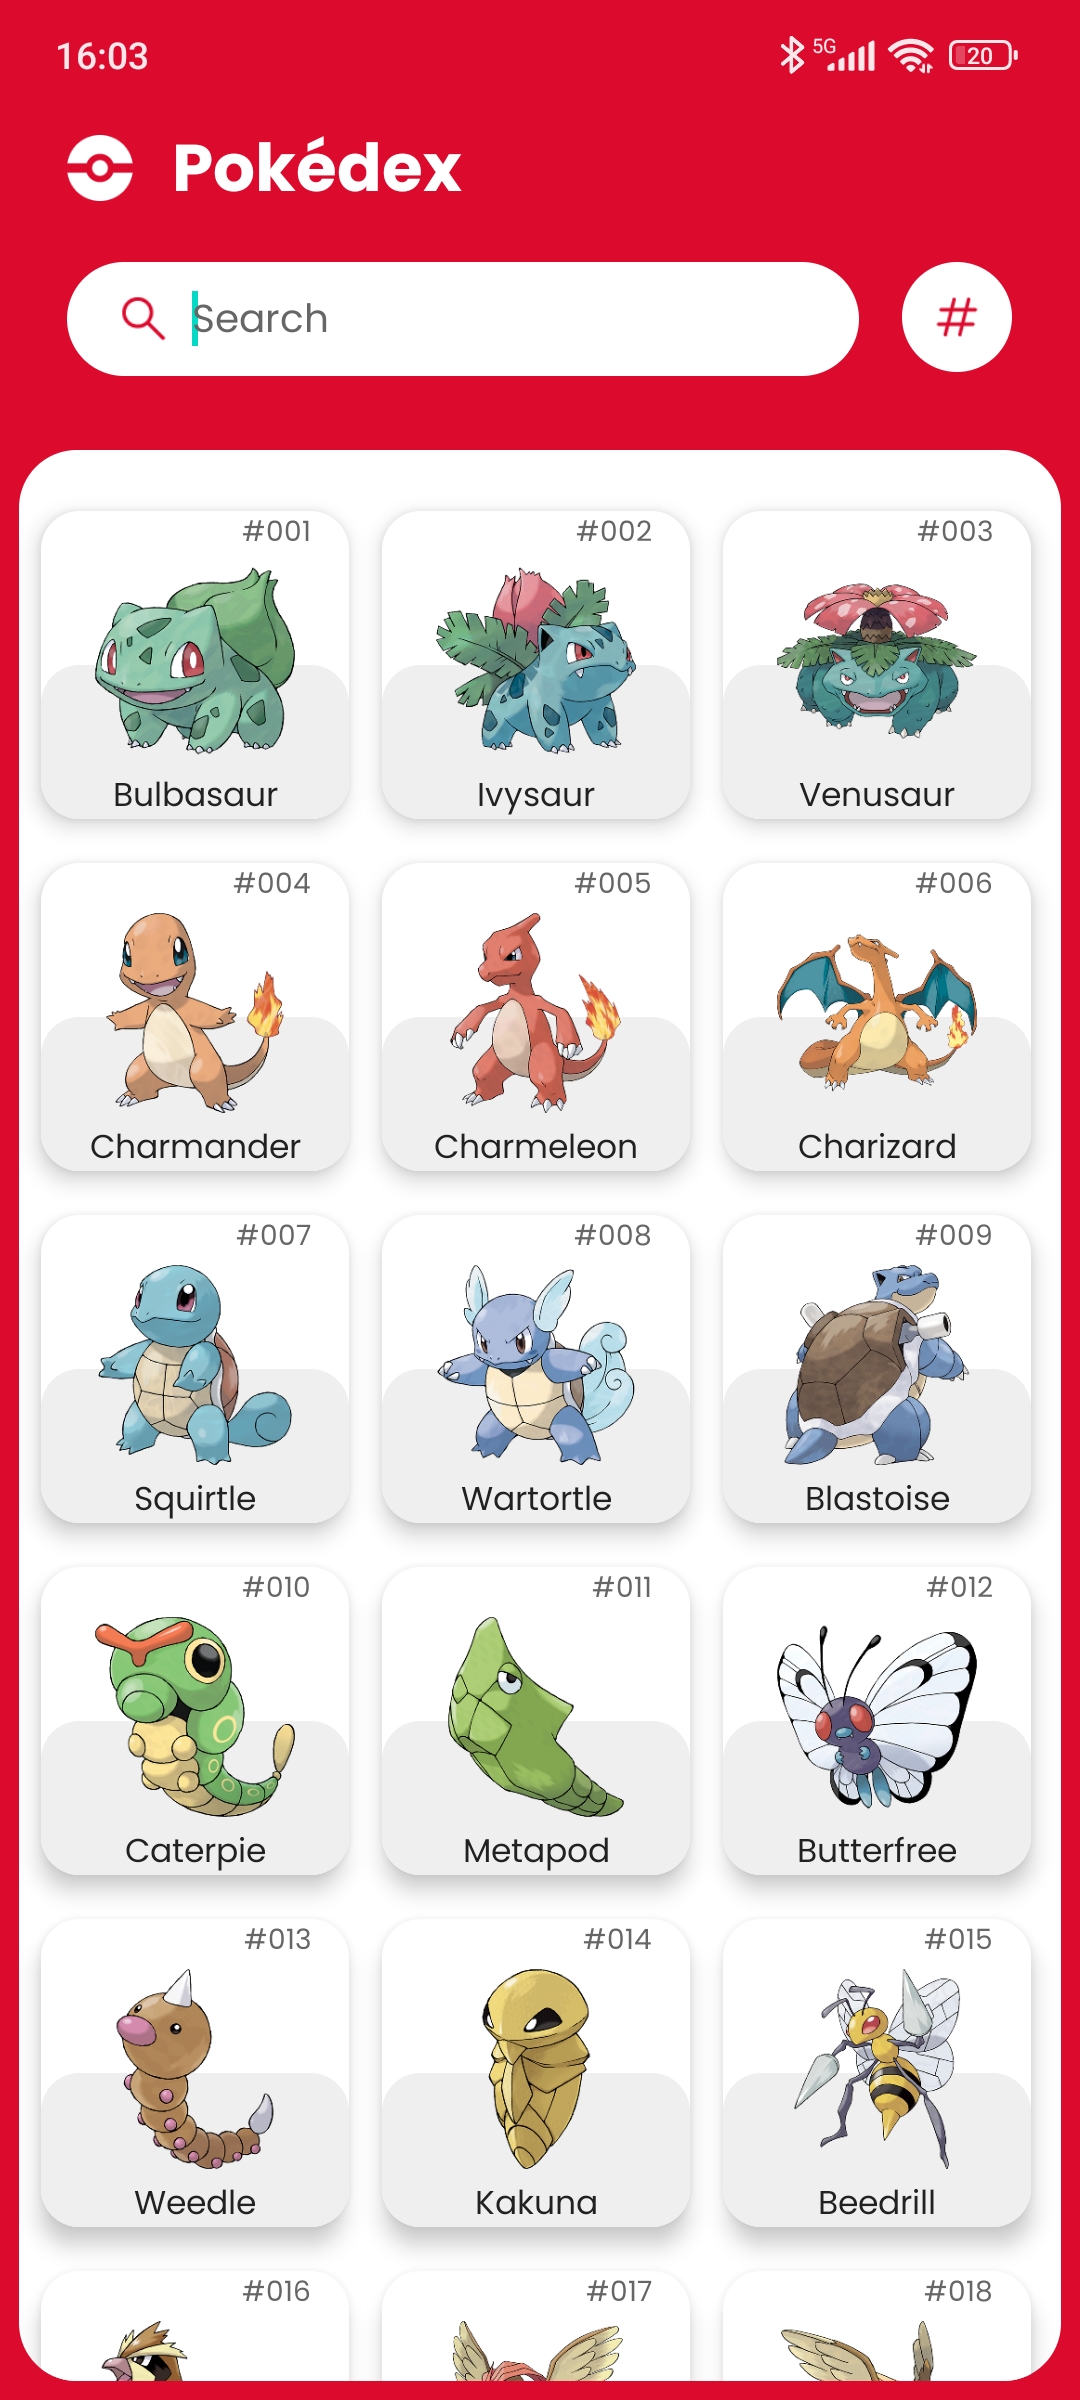 16:03
5G
20
Pokédex
Search
#
#001
#002
#003
Bulbasaur
Ivysaur
Venusaur
#004
#005
#006
Charmander
Charmeleon
Charizard
#007
#008
#009
Squirtle
Wartortle
Blastoise
#010
#011
#012
Caterpie
Metapod
Butterfree
#013
#014
#015
Weedle
Kakuna
Beedrill
#016
#017
#018